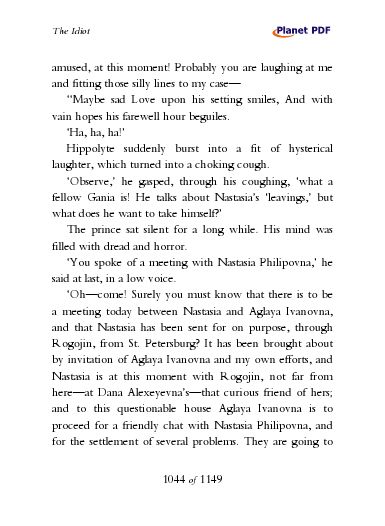 The Idiot
Planet PDF
amused, at this moment! Probably you are laughing at me
and fitting those silly lines to my case—
‘‘Maybe sad Love upon his setting smiles, And with
vain hopes his farewell hour beguiles.
‘Ha, ha, ha!’
Hippolyte suddenly burst into a fit of hysterical
laughter, which turned into a choking cough.
‘Observe,’ he gasped, through his coughing, ‘what a
fellow Gania is! He talks about Nastasia’s ‘leavings,’ but
what does he want to take himself?’
The prince sat silent for a long while. His mind was
filled with dread and horror.
‘You spoke of a meeting with Nastasia Philipovna,’ he
said at last, in a low voice.
‘Oh—come! Surely you must know that there is to be
a meeting today between Nastasia and Aglaya Ivanovna,
and that Nastasia has been sent for on purpose, through
Rogojin, from St. Petersburg? It has been brought about
by invitation of Aglaya Ivanovna and my own efforts, and
Nastasia is at this moment with Rogojin, not far from
here—at Dana Alexeyevna’s—that curious friend of hers;
and to this questionable house Aglaya Ivanovna is to
proceed for a friendly chat with Nastasia Philipovna, and
for the settlement of several problems. They are going to
1044 of 1149